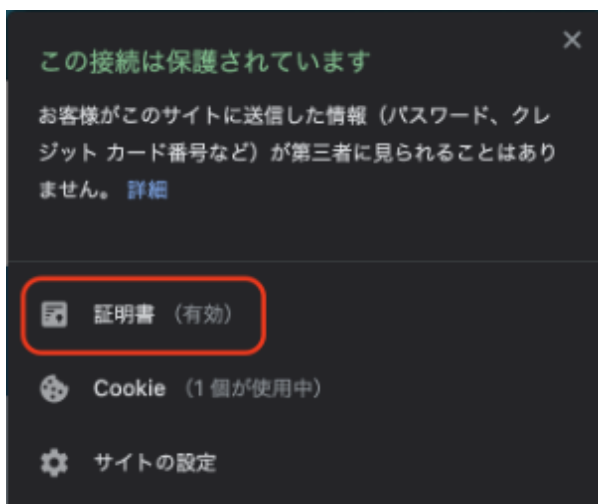 この接続は保護されています
お客様がこのサイトに送信した情報（パスワード、クレ
ジット カード番号など）が第三者に見られることはあり
ません。 詳細
証明書 （有効）
Cookie （1 個が使用中）
サイトの設定